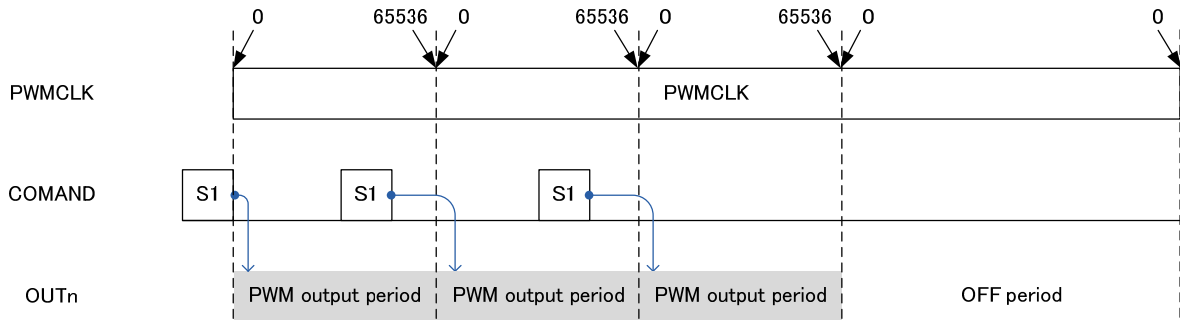 0 65536 0 65536 0 65536 0 0
PWMCLK PWMCLK
COMAND S1 S1 S1
OUTn PWM output period PWM output period PWM output period OFF period